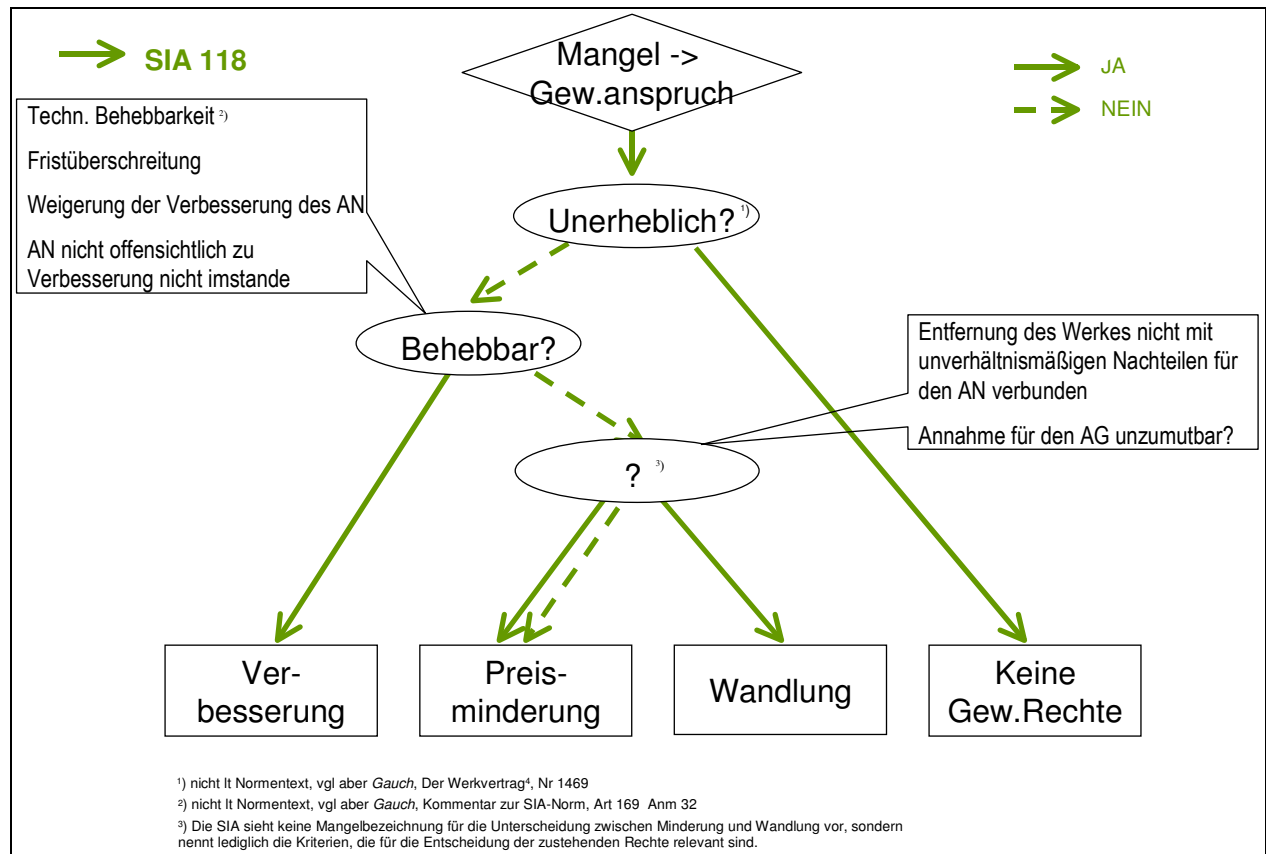 SIA 118
Mangel ->
Gew.anspruch
JA
NEIN
Techn. Behebbarkeit ²⁾
Fristüberschreitung
Weigerung der Verbesserung des AN
AN nicht offensichtlich zu
Verbesserung nicht imstande
Unerheblich? ¹⁾
Behebbar?
Entfernung des Werkes nicht mit
unverhältnismäßigen Nachteilen für
den AN verbunden
Annahme für den AG unzumutbar?
? ³⁾
Ver-
besserung
Preis-
minderung
Wandlung
Keine
Gew.Rechte
¹) nicht lt Normentext, vgl aber Gauch, Der Werkvertrag⁴, Nr 1469
²) nicht lt Normentext, vgl aber Gauch, Kommentar zur SIA-Norm, Art 169 Anm 32
³) Die SIA sieht keine Mangelbezeichnung für die Unterscheidung zwischen Minderung und Wandlung vor, sondern
nennt lediglich die Kriterien, die für die Entscheidung der zustehenden Rechte relevant sind.